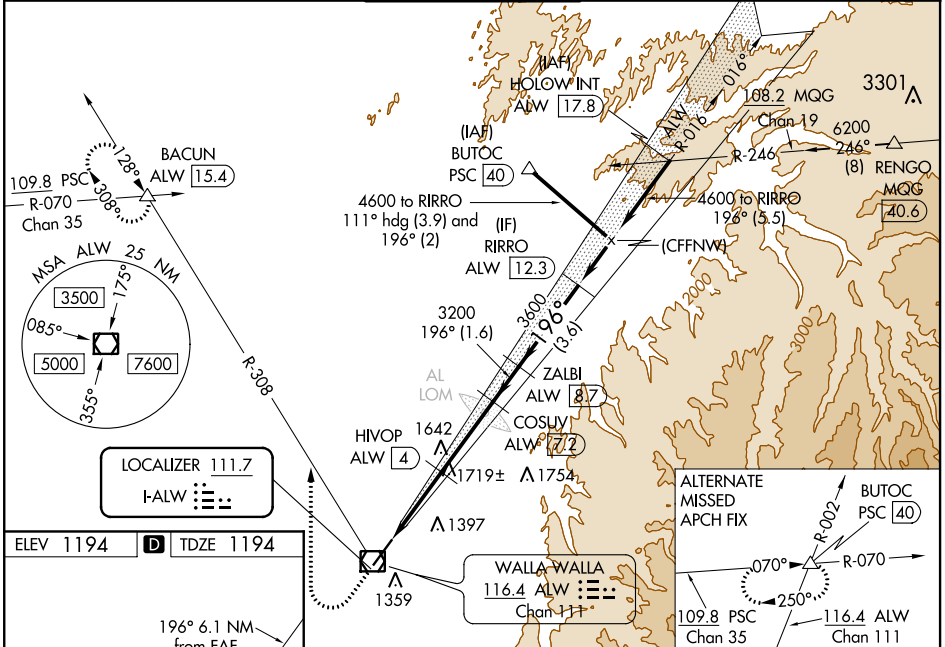 (IAF)
HOLOW INT
ALW 17.8
016°
ALW
R-016
108.2 MQG
Chan 19
3301
6200
246°
(8)
R-246
RENGO
MQG
40.6
(IAF)
BUTOC
PSC 40
4600 to RIRRO
111° hdg (3.9) and
196° (2)
4600 to RIRRO
196° (5.5)
(CFFNW)
(IF)
RIRRO
ALW 12.3
128°
308°
BACUN
ALW 15.4
109.8 PSC
R-070
Chan 35
MSA ALW 25 NM
3500
175°
085°
5000
7600
355°
R-308
3600
196°
(3.6)
3200
196° (1.6)
2000
3000
AL
LOM
ZALBI
ALW 8.7
COSUV
ALW 7.2
HIVOP
ALW 4
1642
1719±
1754
1397
1359
LOCALIZER 111.7
I-ALW
WALLA WALLA
116.4 ALW
Chan 111
ELEV 1194 D TDZE 1194
196° 6.1 NM
from FAF
ALTERNATE
MISSED
APCH FIX
R-002
BUTOC
PSC 40
070°
R-070
250°
109.8 PSC
Chan 35
116.4 ALW
Chan 111